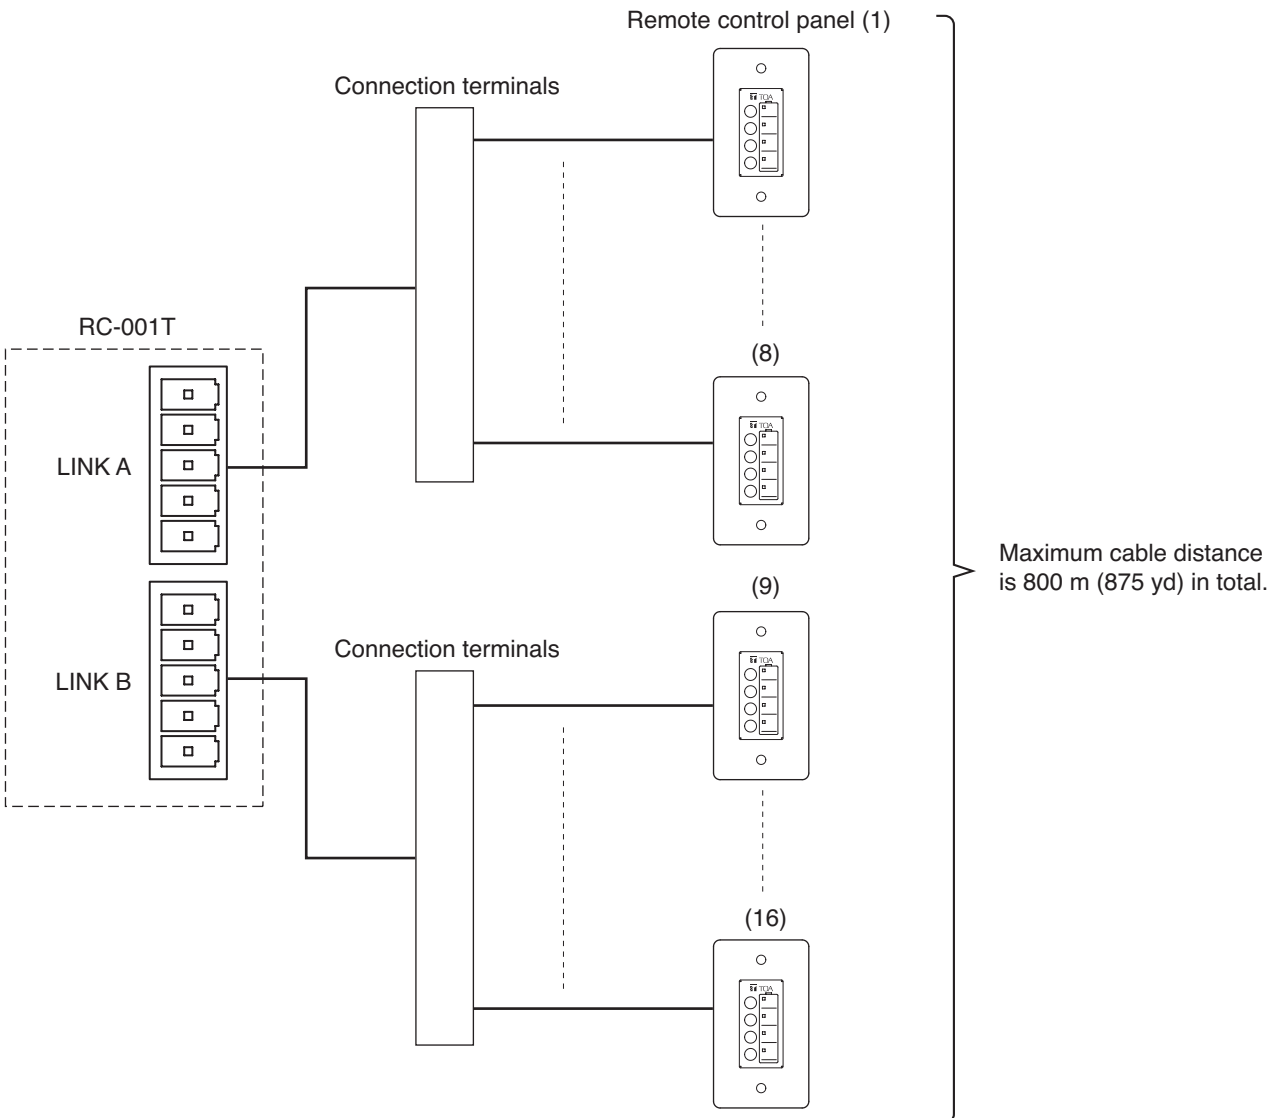 Remote control panel (1)
Connection terminals
TOA
RC-001T
(8)
TOA
LINK A
Maximum cable distance
is 800 m (875 yd) in total.
(9)
Connection terminals
TOA
LINK B
(16)
TOA